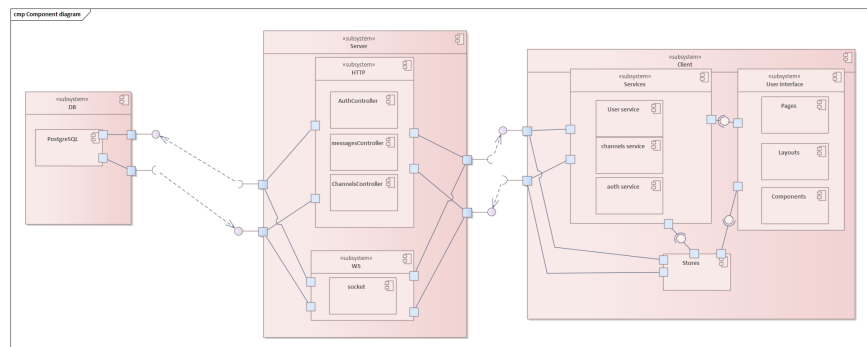 cmp Component diagram
«subsystem»
DB
PostgreSQL
«subsystem»
Server
«subsystem»
HTTP
AuthController
messagesController
ChannelsController
«subsystem»
WS
socket
«subsystem»
Client
«subsystem»
Services
User service
channels service
auth service
«subsystem»
User interface
Pages
Layouts
Components
Stores